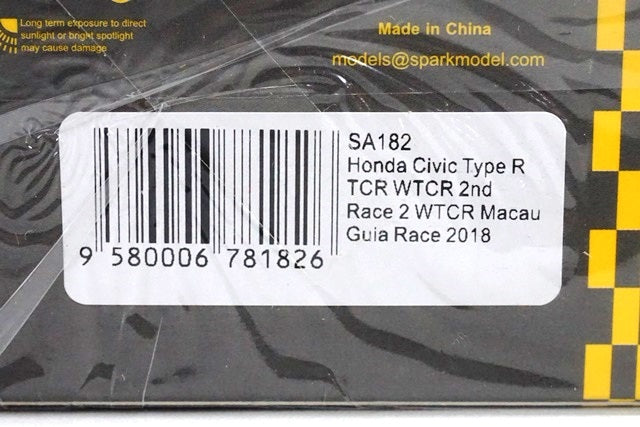 Long term exposure to direct
sunlight or bright spotlight
may cause damage
Made in China
models@sparkmodel.com
SA182
Honda Civic Type R
TCR WTCR 2nd
Race 2 WTCR Macau
Guia Race 2018
9 580006 781826